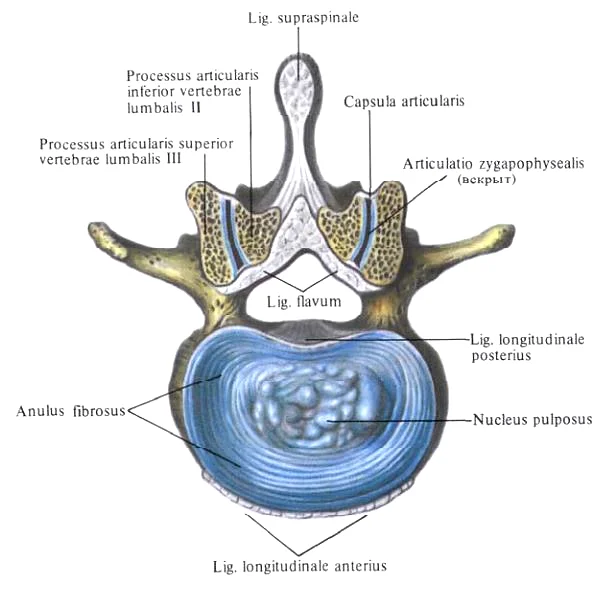 Lig. supraspinale
Processus articularis
inferior vertebrae
lumbalis II
Capsula articularis
Processus articularis superior
vertebrae lumbalis III
Articulatio zygapophysealis
(вскрыт)
Lig. flavum
Lig. longitudinale
posterius
Anulus fibrosus
Nucleus pulposus
Lig. longitudinale anterius